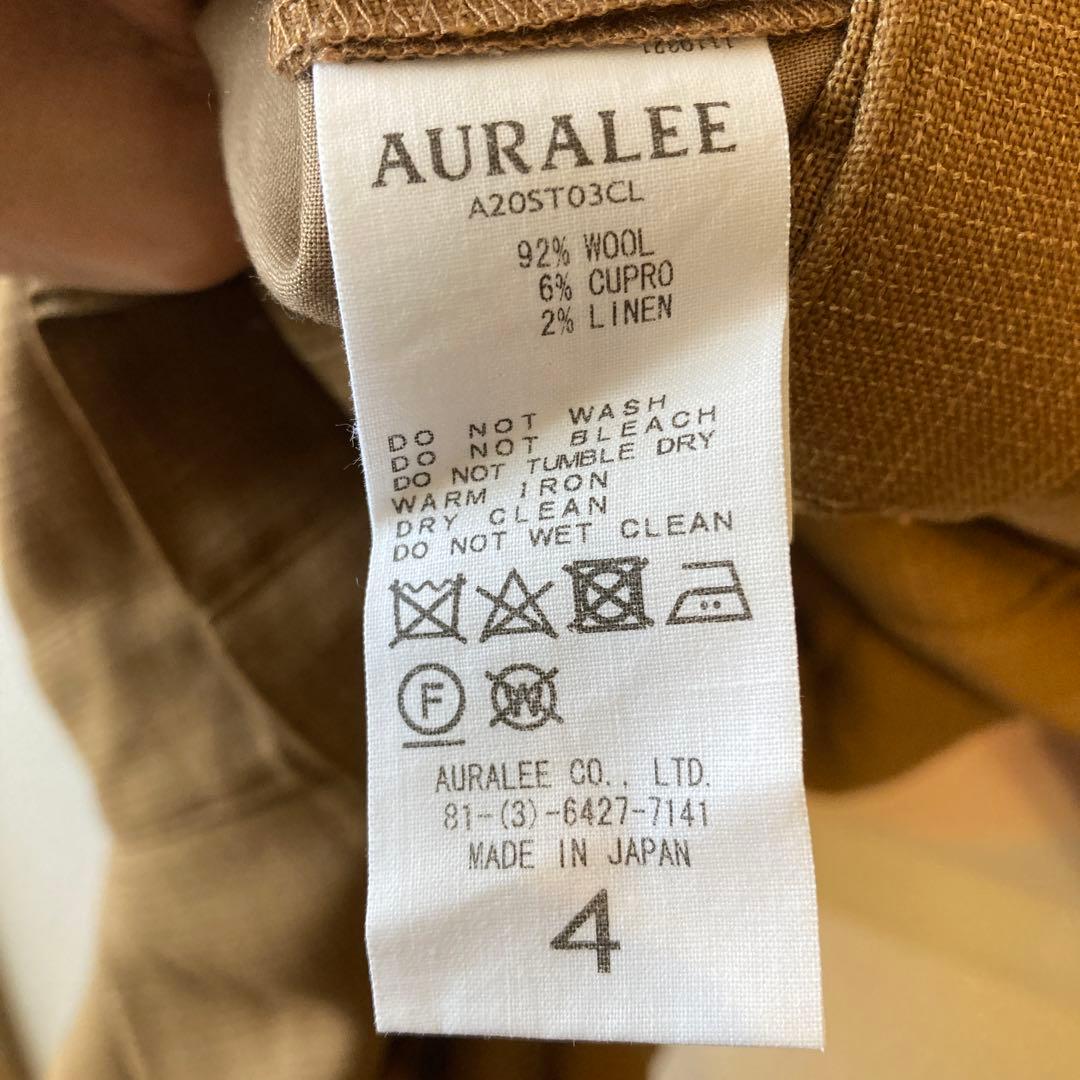 AURALEE
A20ST03CL
92% WOOL
6% CUPRO
2% LINEN
DO NOT WASH
DO NOT BLEACH
DO NOT TUMBLE DRY
WARM IRON
DRY CLEAN
DO NOT WET CLEAN
F W
AURALEE CO., LTD.
81-(3)-6427-7141
MADE IN JAPAN
4